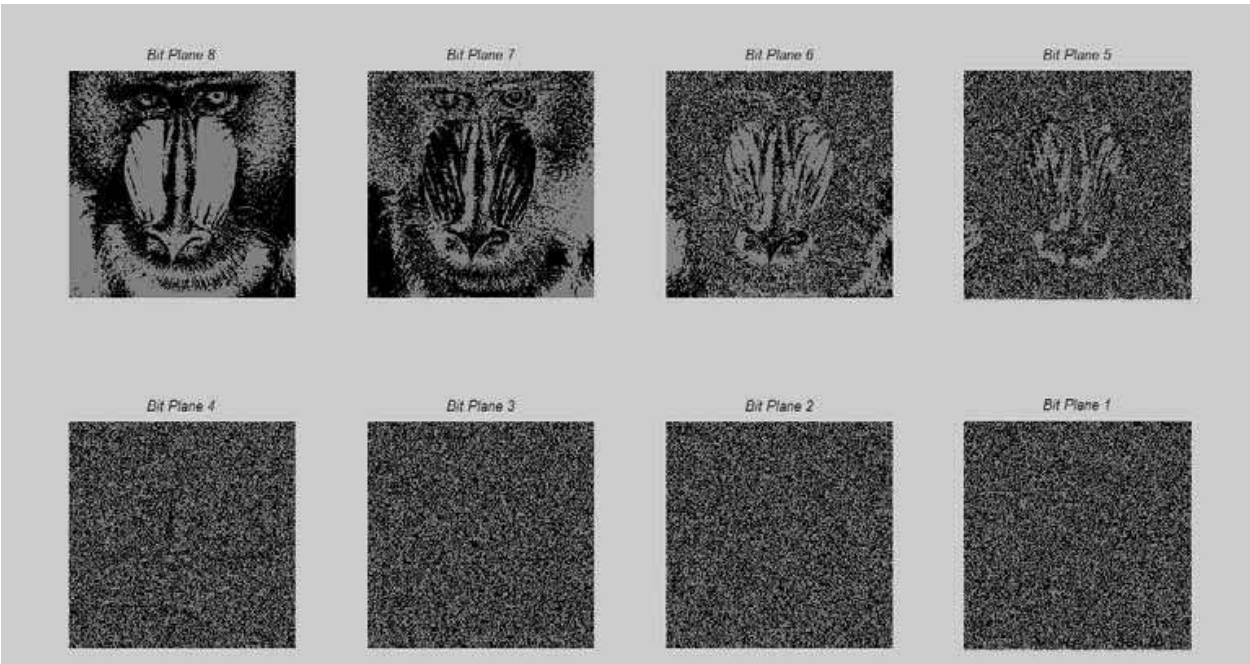 Bit Plane 8
Bit Plane 7
Bit Plane 6
Bit Plane 5
Bit Plane 4
Bit Plane 3
Bit Plane 2
Bit Plane 1